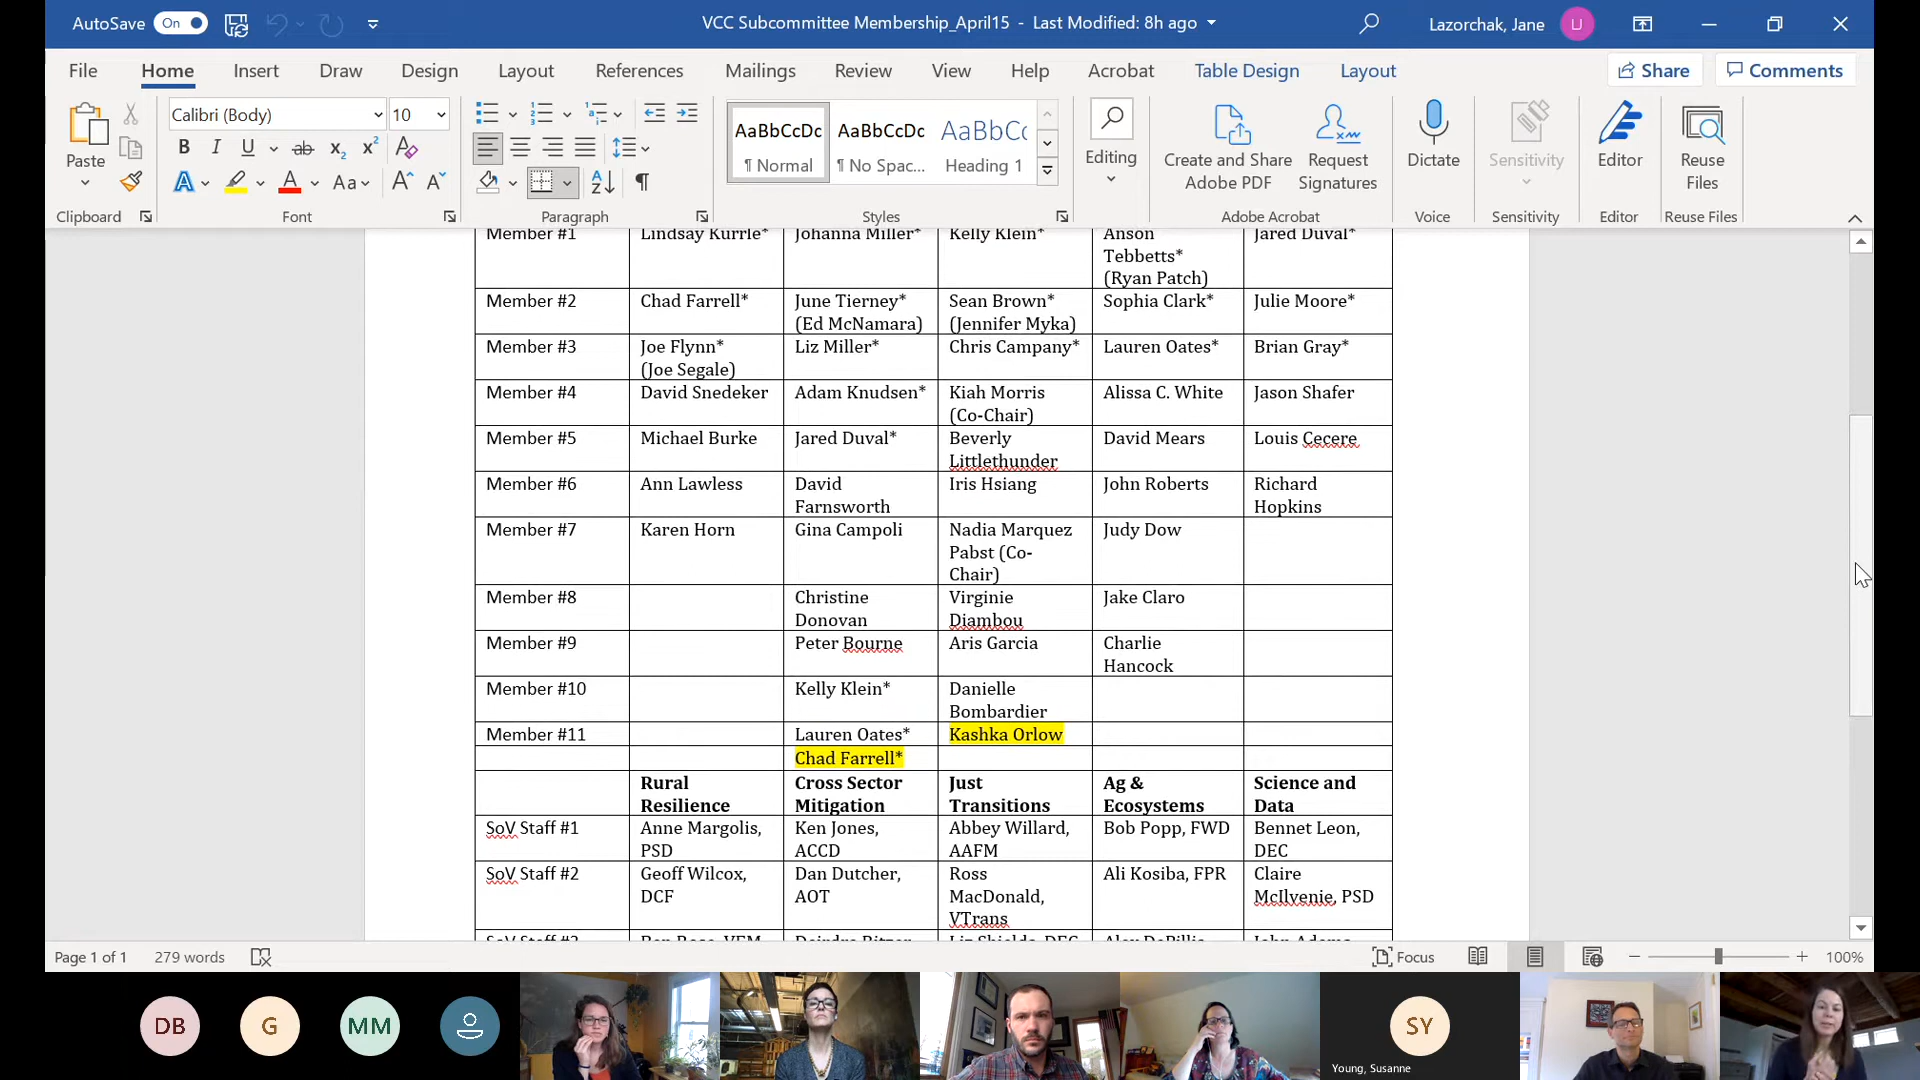 AutoSave On VCC Subcommittee Membership_April15 - Last Modified: 8h ago Lazorchak, Jane U
File Home Insert Draw Design Layout References Mailings Review View Help Acrobat Table Design Layout Share Comments
Calibri (Body) 10
Paste
B I U ab x2 x2
A A Aa A A
AaBbCcDc AaBbCcDc AaBbCc
¶ Normal ¶ No Spac... Heading 1
Editing
Create and Share Adobe PDF
Request Signatures
Dictate
Sensitivity
Editor
Reuse Files
Clipboard Font Paragraph Styles Adobe Acrobat Voice Sensitivity Editor Reuse Files
Member #1 Lindsay Kurrle* Johanna Miller* Kelly Klein* Anson Tebbetts* (Ryan Patch) Jared Duval*
Member #2 Chad Farrell* June Tierney* (Ed McNamara) Sean Brown* (Jennifer Myka) Sophia Clark* Julie Moore*
Member #3 Joe Flynn* (Joe Segale) Liz Miller* Chris Campany* Lauren Oates* Brian Gray*
Member #4 David Snedeker Adam Knudsen* Kiah Morris (Co-Chair) Alissa C. White Jason Shafer
Member #5 Michael Burke Jared Duval* Beverly Littlethunder David Mears Louis Cecere
Member #6 Ann Lawless David Farnsworth Iris Hsiang John Roberts Richard Hopkins
Member #7 Karen Horn Gina Campoli Nadia Marquez Pabst (Co-Chair) Judy Dow
Member #8 Christine Donovan Virginie Diambou Jake Claro
Member #9 Peter Bourne Aris Garcia Charlie Hancock
Member #10 Kelly Klein* Danielle Bombardier
Member #11 Lauren Oates* Kashka Orlow
Chad Farrell*
Rural Resilience Cross Sector Mitigation Just Transitions Ag & Ecosystems Science and Data
SoV Staff #1 Anne Margolis, PSD Ken Jones, ACCD Abbey Willard, AAFM Bob Popp, FWD Bennet Leon, DEC
SoV Staff #2 Geoff Wilcox, DCF Dan Dutcher, AOT Ross MacDonald, VTrans Ali Kosiba, FPR Claire McIlvenie, PSD
Page 1 of 1 279 words Focus 100%
DB G MM SY
Young, Susanne